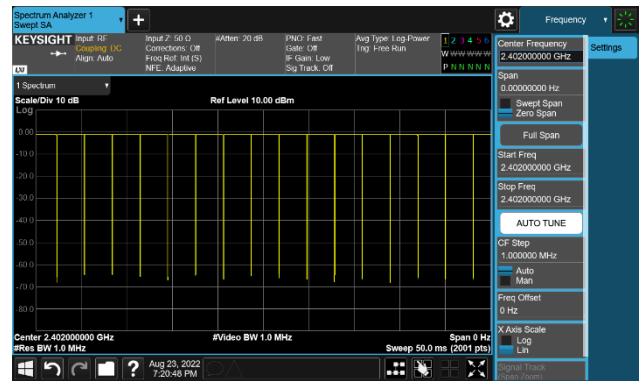 Spectrum Analyzer 1
Swept SA
Frequency
KEYSIGHT
Input: RF
Coupling: DC
Align: Auto
LXI
Input Z: 50 Ω
Corrections: Off
Freq Ref: Int (S)
NFE: Adaptive
#Atten: 20 dB
PNO: Fast
Gate: Off
IF Gain: Low
Sig Track: Off
Avg Type: Log-Power
Trig: Free Run
1 2 3 4 5 6
W W W W W W
P N N N N N
Center Frequency
2.402000000 GHz
Settings
Span
0.00000000 Hz
Swept Span
Zero Span
Full Span
Start Freq
2.402000000 GHz
Stop Freq
2.402000000 GHz
AUTO TUNE
CF Step
1.000000 MHz
Auto
Man
Freq Offset
0 Hz
X Axis Scale
Log
Lin
Signal Track
(Span Zoom)
1 Spectrum
Scale/Div 10 dB
Ref Level 10.00 dBm
Log
0.00
-10.0
-20.0
-30.0
-40.0
-50.0
-60.0
-70.0
-80.0
Center 2.402000000 GHz
#Video BW 1.0 MHz
Span 0 Hz
#Res BW 1.0 MHz
Sweep 50.0 ms (2001 pts)
?
Aug 23, 2022
7:20:48 PM